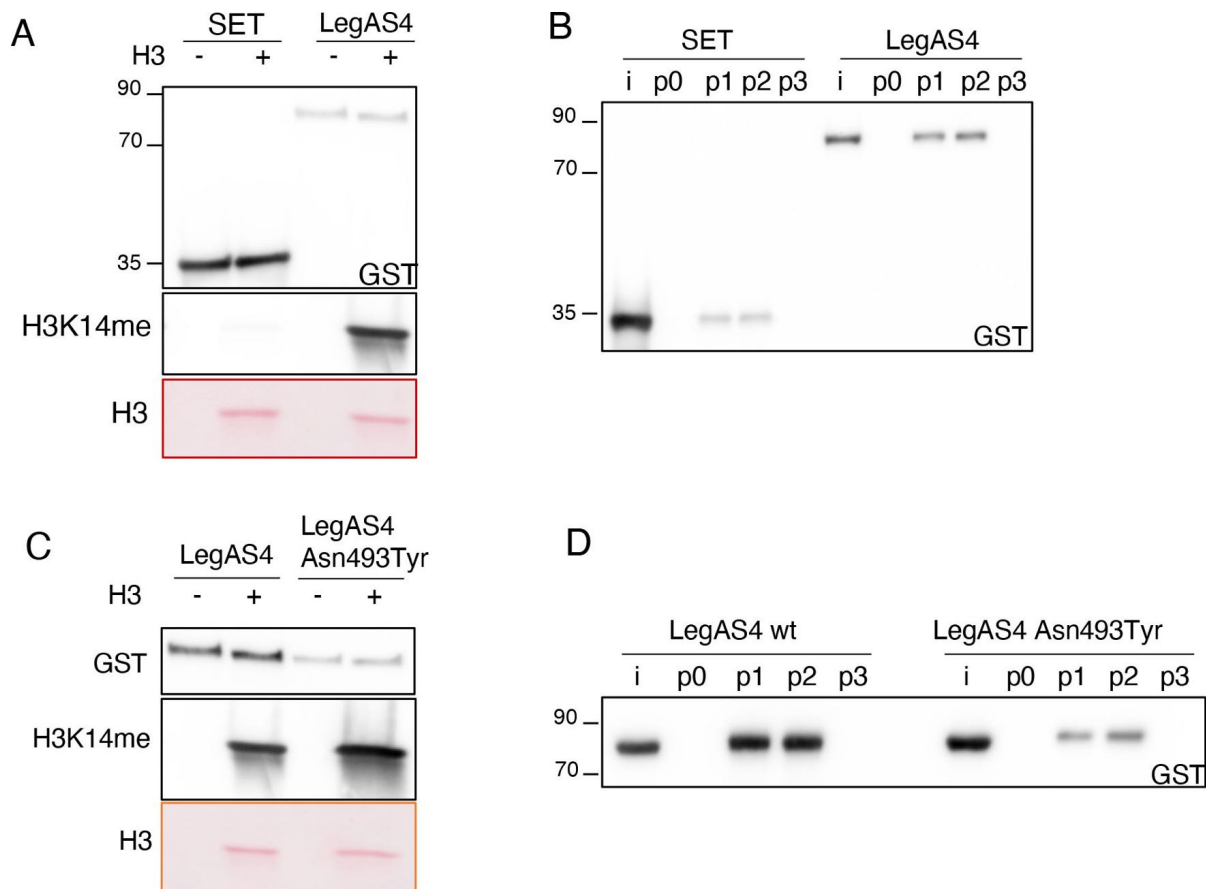 A
SET LegAS4
H3 - + - +
90
70
35
GST
H3K14me
H3
B
SET LegAS4
i p0 p1 p2 p3 i p0 p1 p2 p3
90
70
35
GST
C
LegAS4 LegAS4
Asn493Tyr
H3 - + - +
GST
H3K14me
H3
D
LegAS4 wt LegAS4 Asn493Tyr
i p0 p1 p2 p3 i p0 p1 p2 p3
90
70
GST